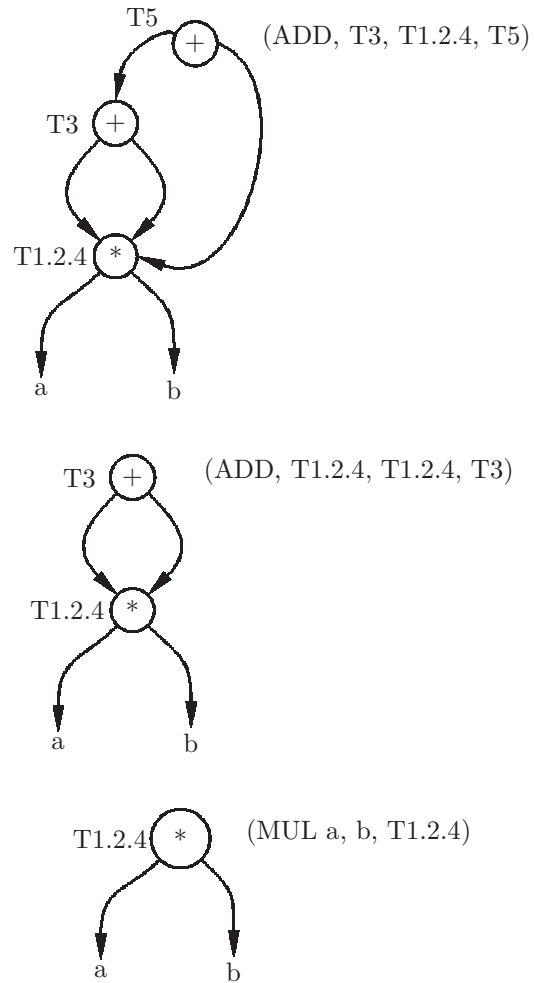 T5
+
(ADD, T3, T1.2.4, T5)
T3
+
T1.2.4
*
a
b
T3
+
(ADD, T1.2.4, T1.2.4, T3)
T1.2.4
*
a
b
T1.2.4
*
(MUL a, b, T1.2.4)
a
b